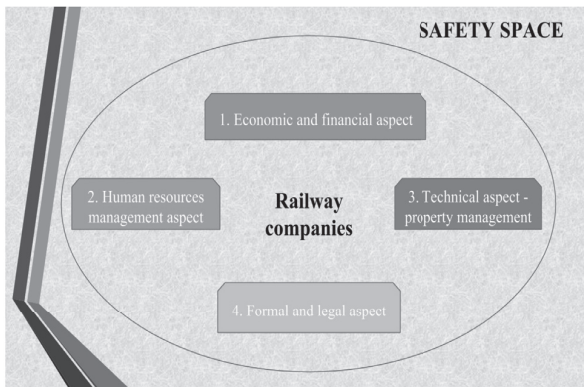 SAFETY SPACE
1. Economic and financial aspect
2. Human resources
management aspect
Railway
companies
3. Technical aspect -
property management
4. Formal and legal aspect